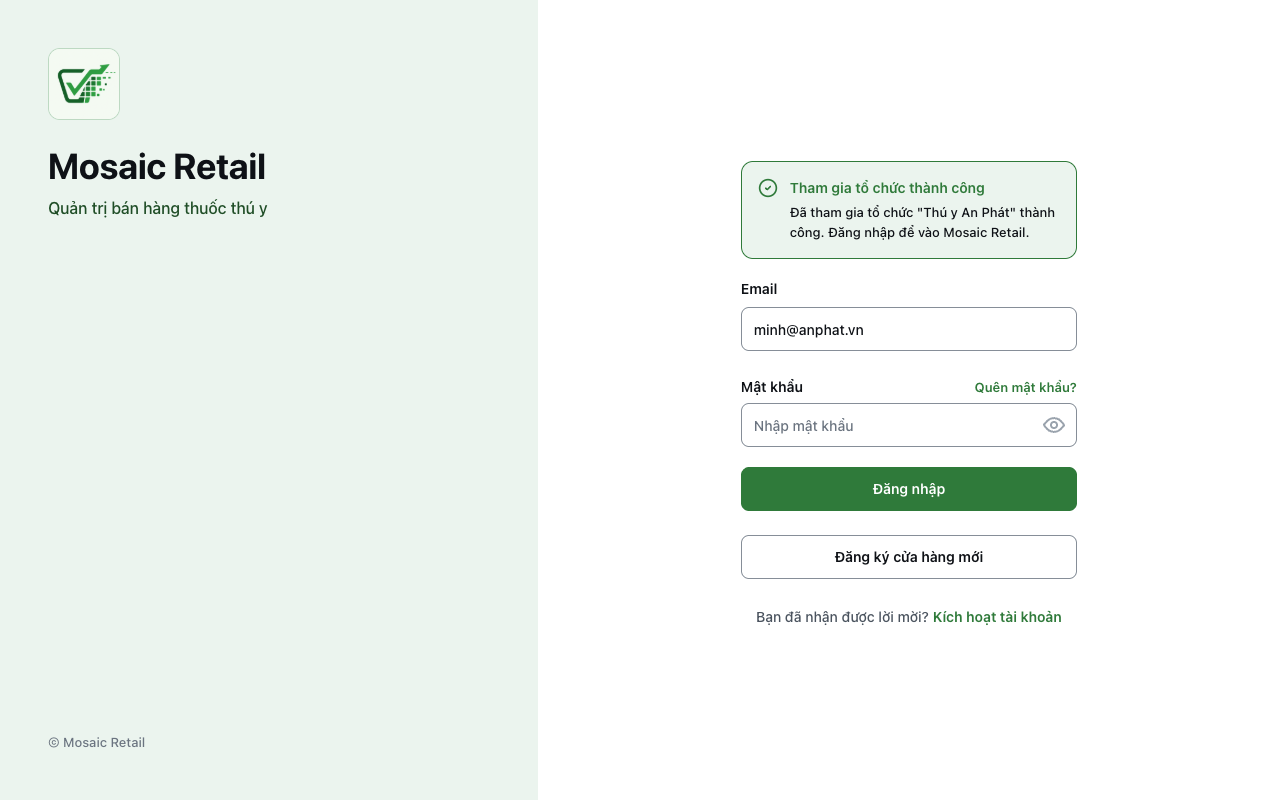 Mosaic Retail
Quản trị bán hàng thuốc thú y
Tham gia tổ chức thành công
Đã tham gia tổ chức "Thú y An Phát" thành
công. Đăng nhập để vào Mosaic Retail.
Email
minh@anphat.vn
Mật khẩu
Quên mật khẩu?
Nhập mật khẩu
Đăng nhập
Đăng ký cửa hàng mới
Bạn đã nhận được lời mời? Kích hoạt tài khoản
© Mosaic Retail